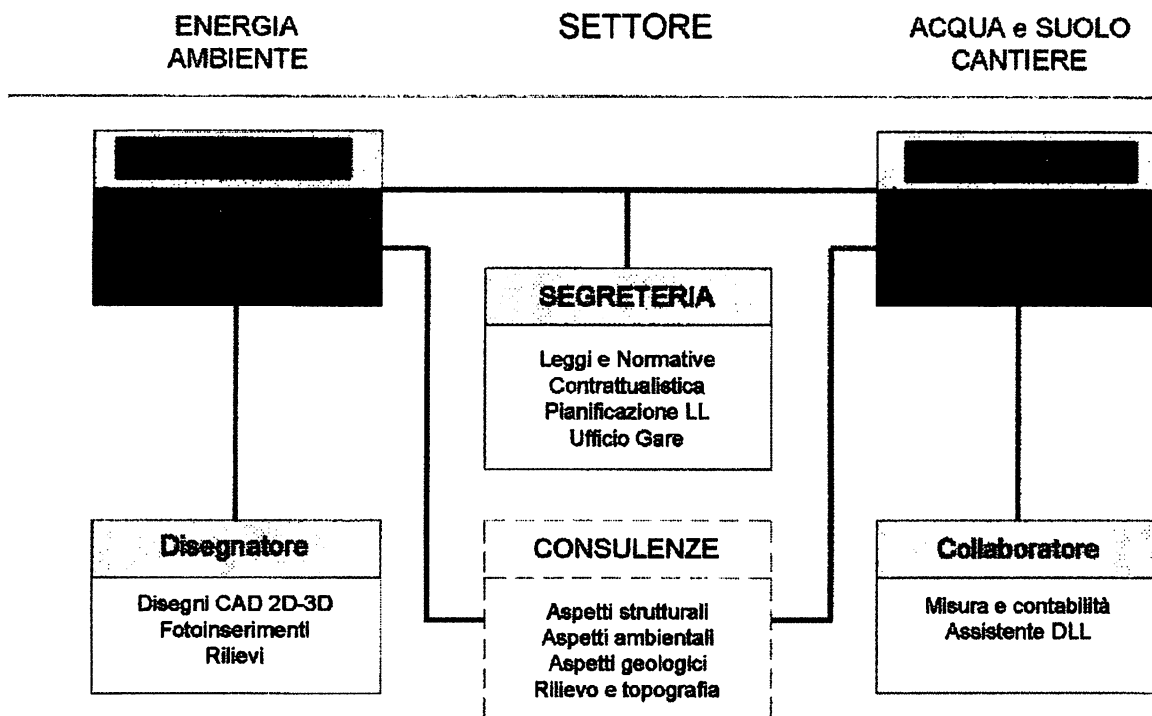 ENERGIA
AMBIENTE
SETTORE
ACQUA e SUOLO
CANTIERE
SEGRETERIA
Leggi e Normative
Contrattualistica
Pianificazione LL
Ufficio Gare
Disegnatore
Disegni CAD 2D-3D
Fotoinserimenti
Rilievi
CONSULENZE
Aspetti strutturali
Aspetti ambientali
Aspetti geologici
Rilievo e topografia
Collaboratore
Misura e contabilità
Assistente DLL